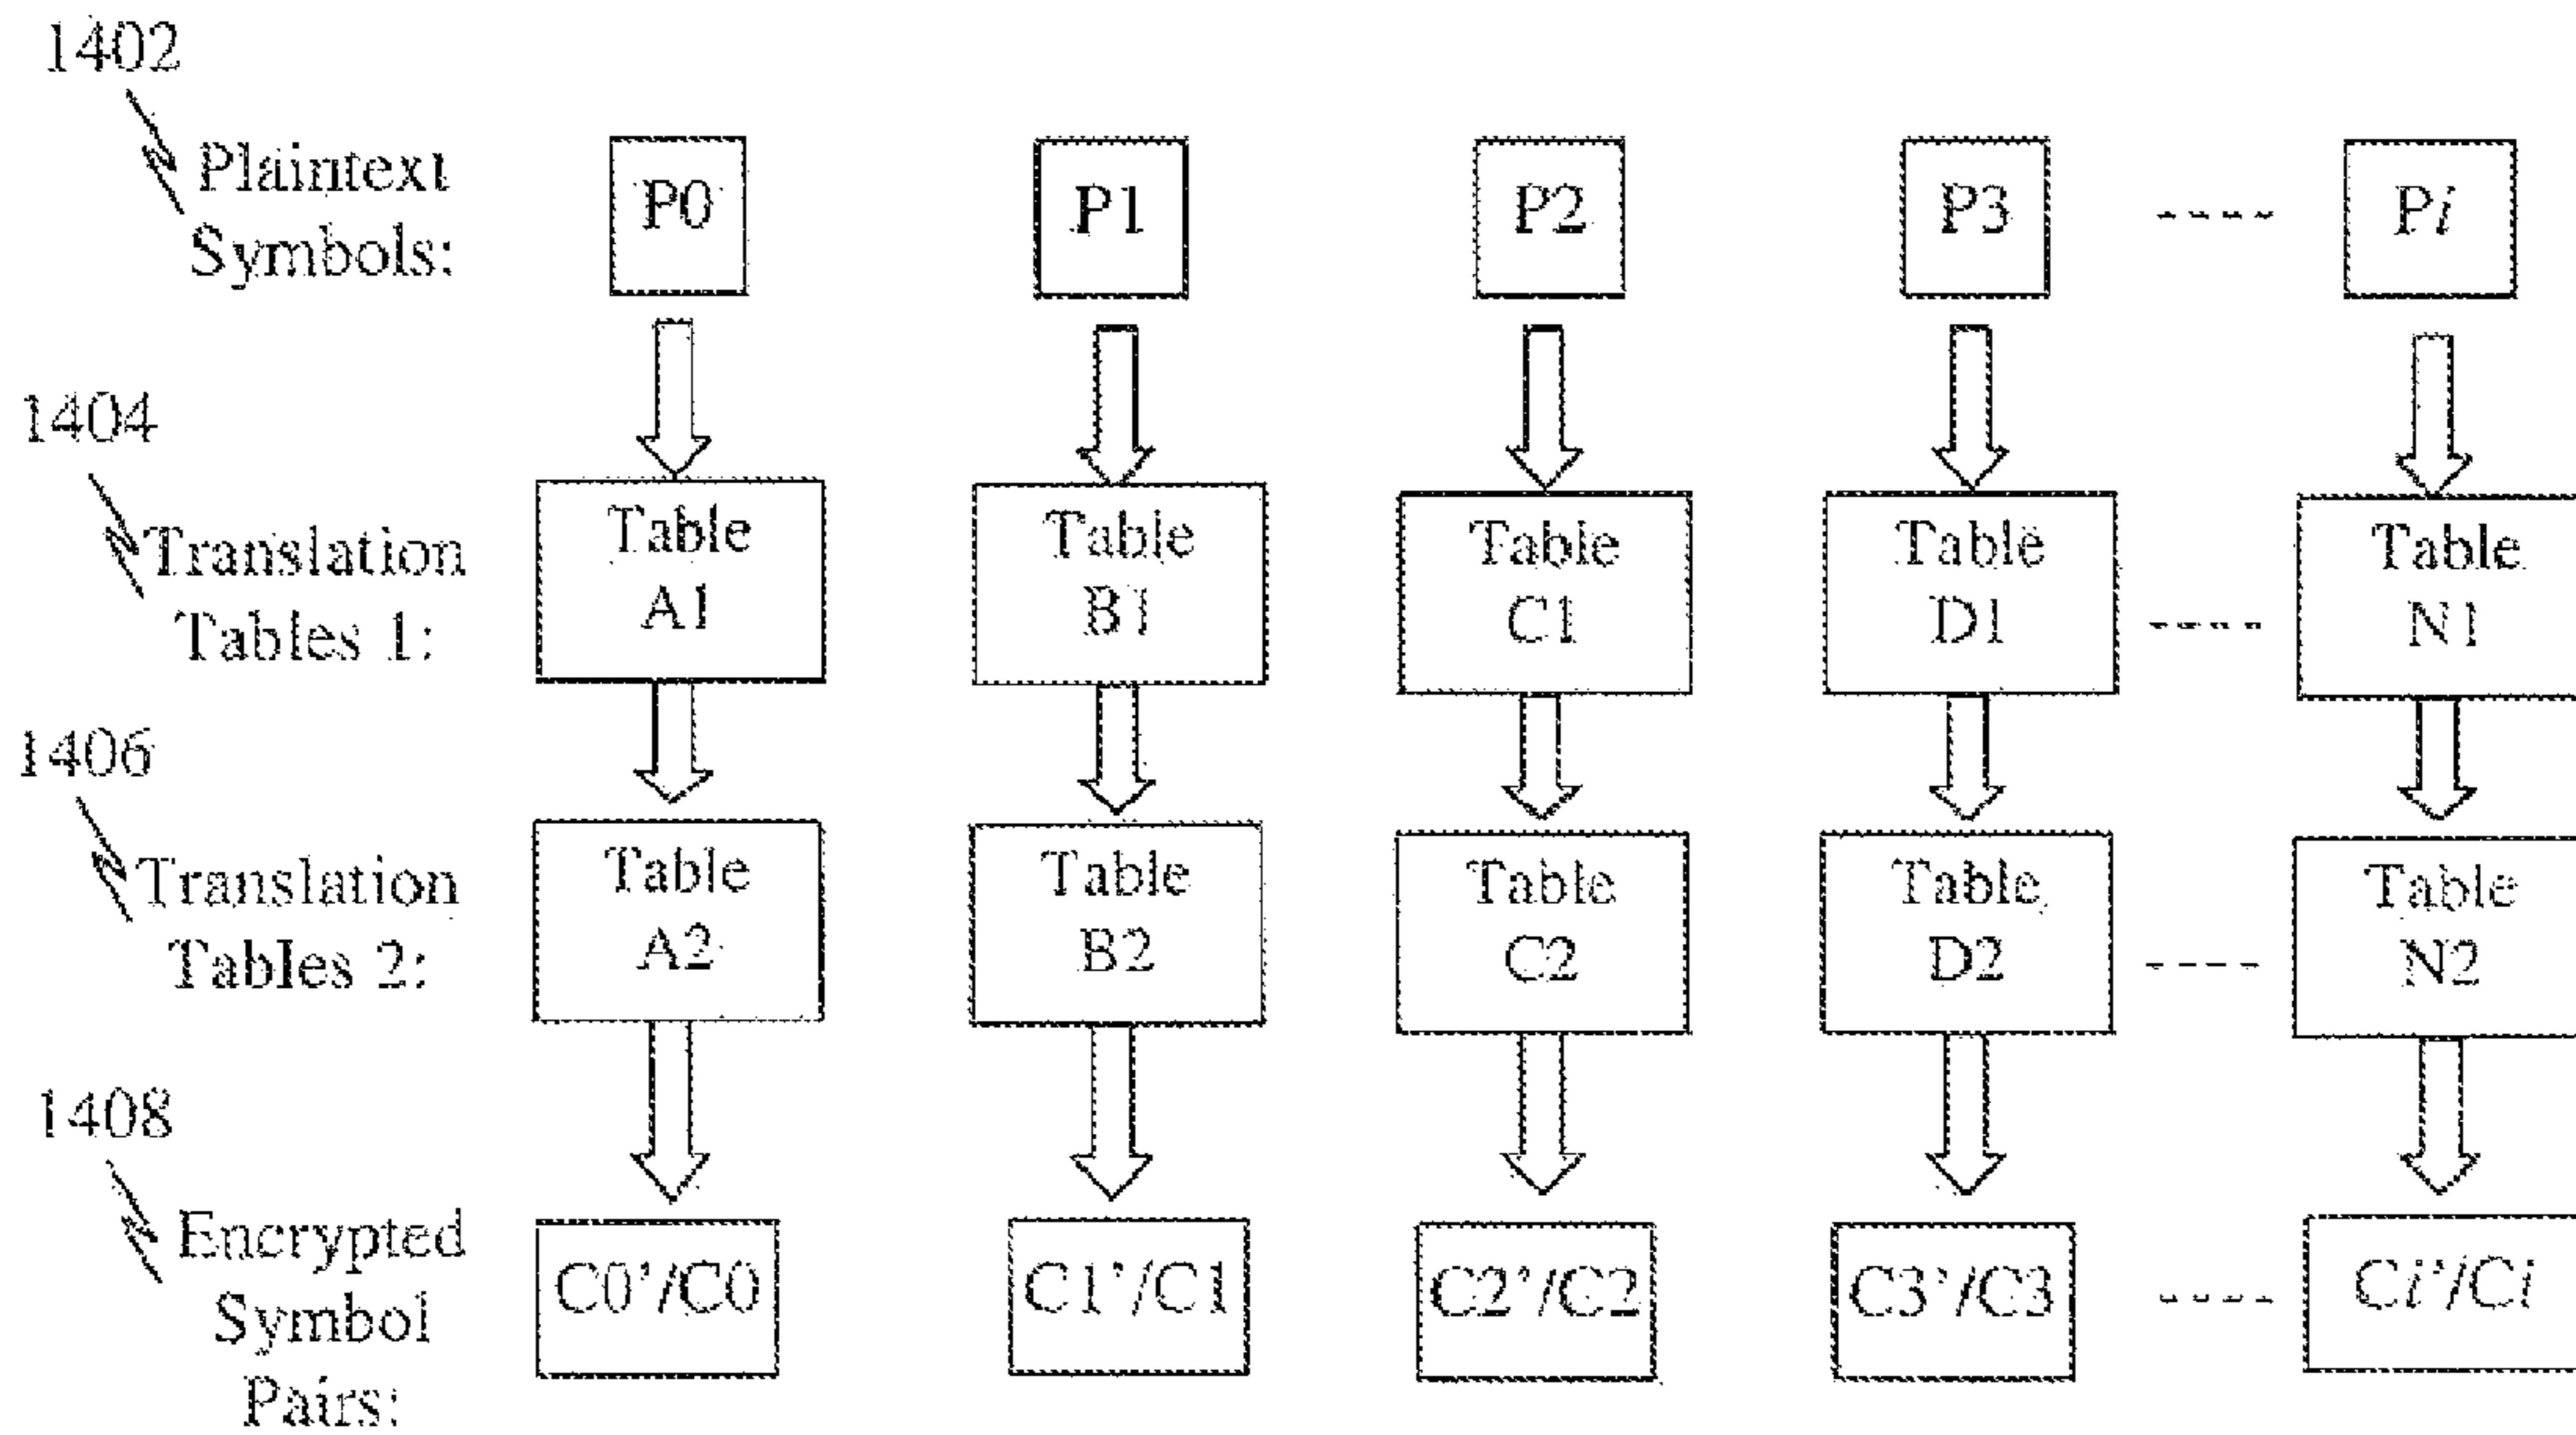 1402
Plaintext
Symbols:
P0 P1 P2 P3 ---- Pi
1404
Translation
Tables 1:
Table A1
Table B1
Table C1
Table D1
----
Table N1
1406
Translation
Tables 2:
Table A2
Table B2
Table C2
Table D2
----
Table N2
1408
Encrypted
Symbol
Pairs:
C0’/C0 C1’/C1 C2’/C2 C3’/C3 ---- Ci’/Ci